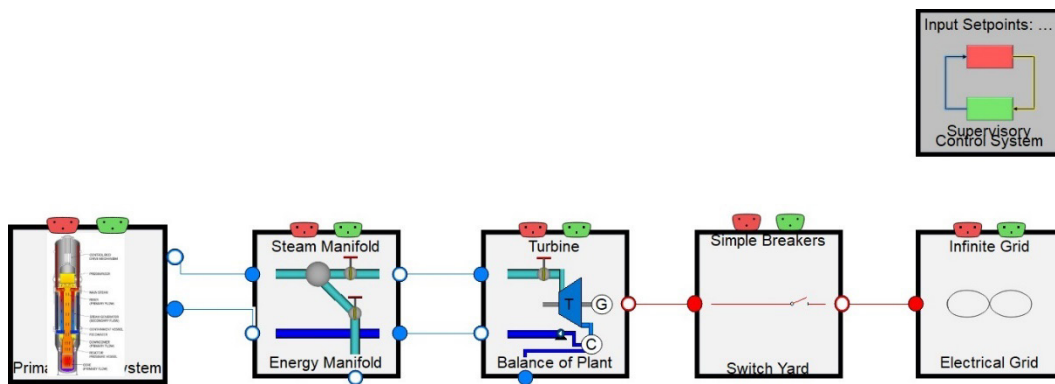 Input Setpoints: ...
Supervisory
Control System
Steam Manifold
Energy Manifold
Turbine
T
G
C
Balance of Plant
Simple Breakers
Switch Yard
Infinite Grid
Electrical Grid